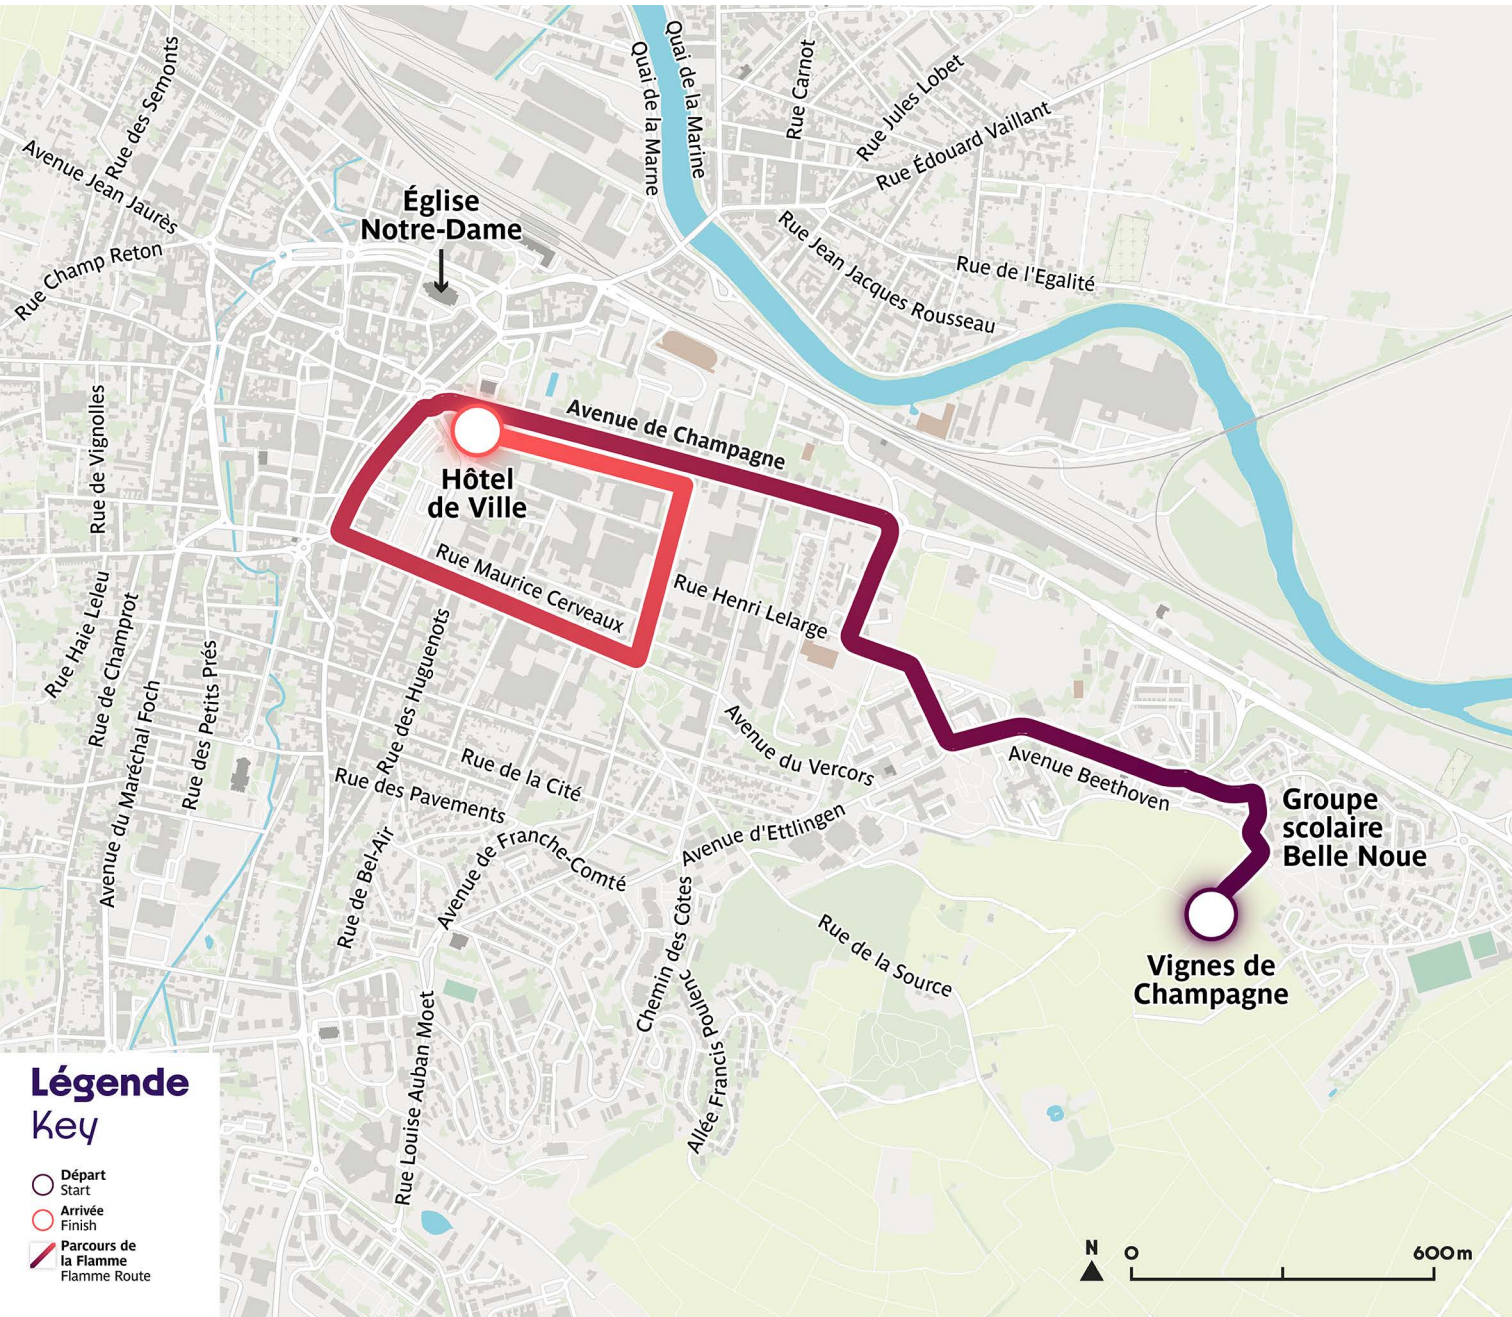 Quai de la Marne
Quai de la Marine
Rue Carnot
Rue Jules Lobet
Rue Édouard Vaillant
Rue des Semonts
Avenue Jean Jaurès
Rue Champ Reton
Église
Notre-Dame
Rue Jean Jacques Rousseau
Rue de l'Egalité
Rue de Vignolles
Avenue de Champagne
Hôtel
de Ville
Rue Maurice Cerveaux
Rue Henri Lelarge
Rue Haie Leleu
Rue de Champrot
Avenue du Maréchal Foch
Rue des Petits Prés
Rue des Huguenots
Rue de la Cité
Rue des Pavements
Avenue du Vercors
Avenue Beethoven
Groupe
scolaire
Belle Noue
Avenue d'Ettlingen
Avenue de Franche-Comté
Rue de Bel-Air
Chemin des Côtes
Rue de la Source
Vignes de
Champagne
Allée Francis Poulenc
Rue Louise Auban Moet
Légende
Key
Départ
Start
Arrivée
Finish
Parcours de
la Flamme
Flamme Route
N
0
600m